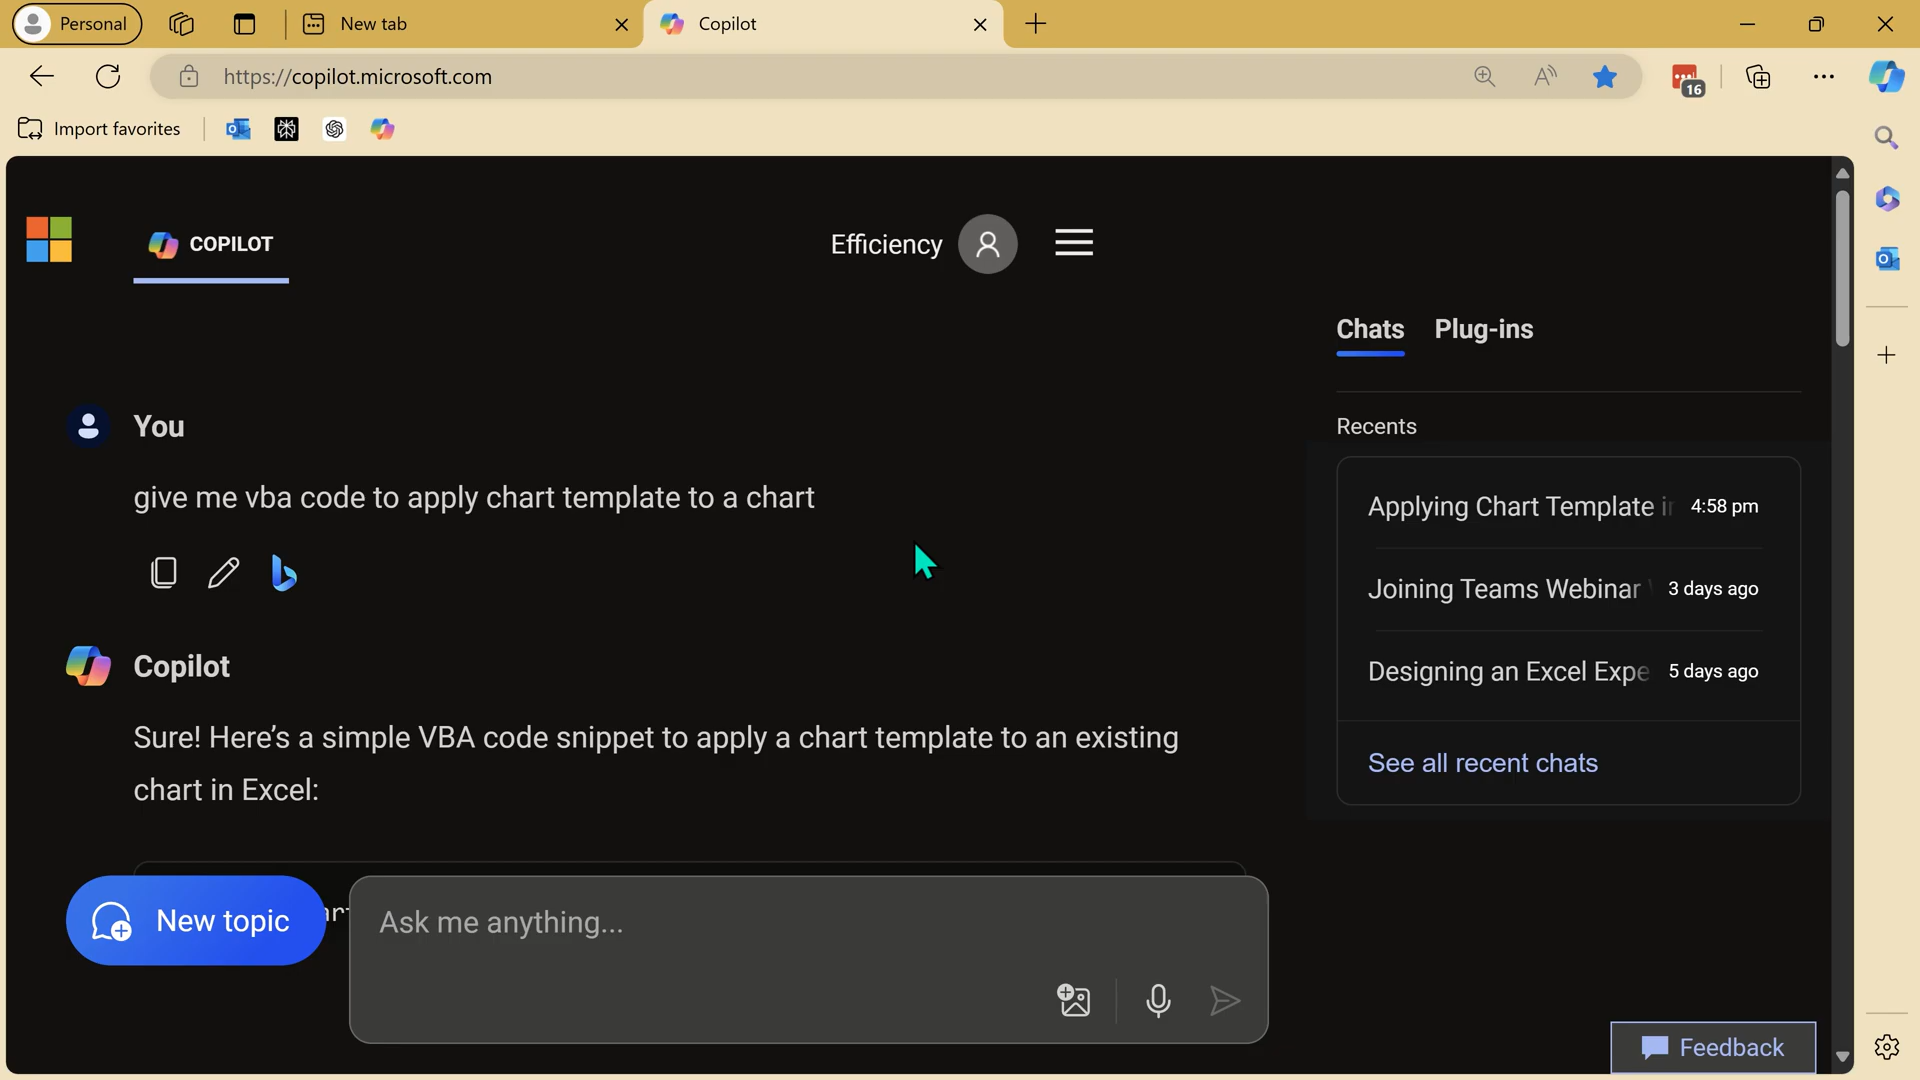 Personal
New tab
Copilot
https://copilot.microsoft.com
16
Import favorites
COPILOT
Efficiency
Chats
Plug-ins
You
give me vba code to apply chart template to a chart
Recents
Applying Chart Template in 4:58 pm
Joining Teams Webinar 3 days ago
Designing an Excel Expe 5 days ago
See all recent chats
Copilot
Sure! Here’s a simple VBA code snippet to apply a chart template to an existing
chart in Excel:
New topic
Ask me anything...
Feedback